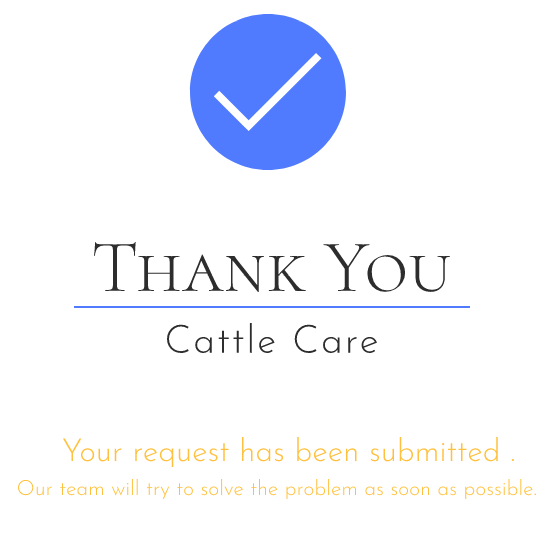 Thank You
Cattle Care
Your request has been submitted .
Our team will try to solve the problem as soon as possible.